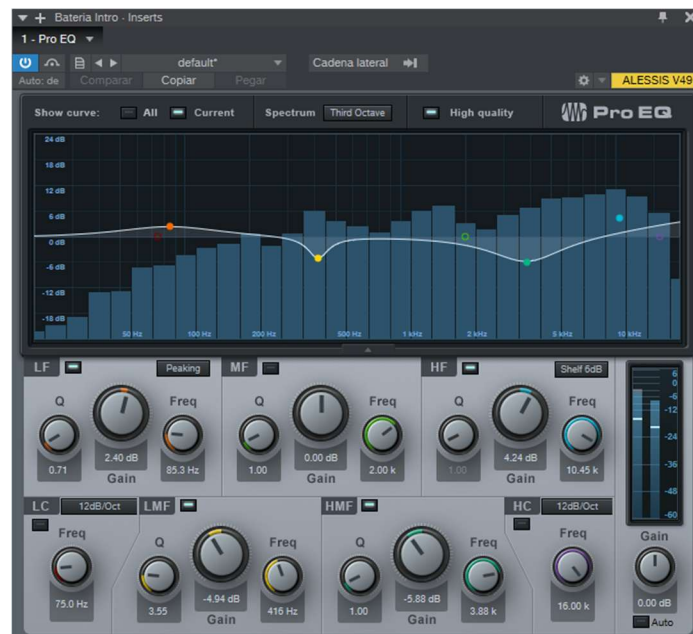 Bateria Intro - Inserts
1 - Pro EQ
default*
Cadena lateral
Auto: de Comparar Copiar Pegar
ALESSIS V49
Show curve: All Current Spectrum Third Octave High quality Pro EQ
24 dB
18 dB
12 dB
6 dB
0 dB
-6 dB
-12 dB
-18 dB
50 Hz 100 Hz 200 Hz 500 Hz 1 kHz 2 kHz 5 kHz 10 kHz
LF Peaking MF HF Shelf 6dB
Q Freq Q Freq Q Freq
0.71 2.40 dB 85.3 Hz 1.00 0.00 dB 2.00 k 1.00 4.24 dB 10.45 k
Gain Gain Gain
6
0
-6
-12
-24
-36
-48
-60
LC 12dB/Oct LMF HMF HC 12dB/Oct
Freq Q Freq Q Freq Freq Gain
75.0 Hz 3.55 -4.94 dB 416 Hz 1.00 -5.88 dB 3.88 k 16.00 k 0.00 dB
Gain Gain
Auto